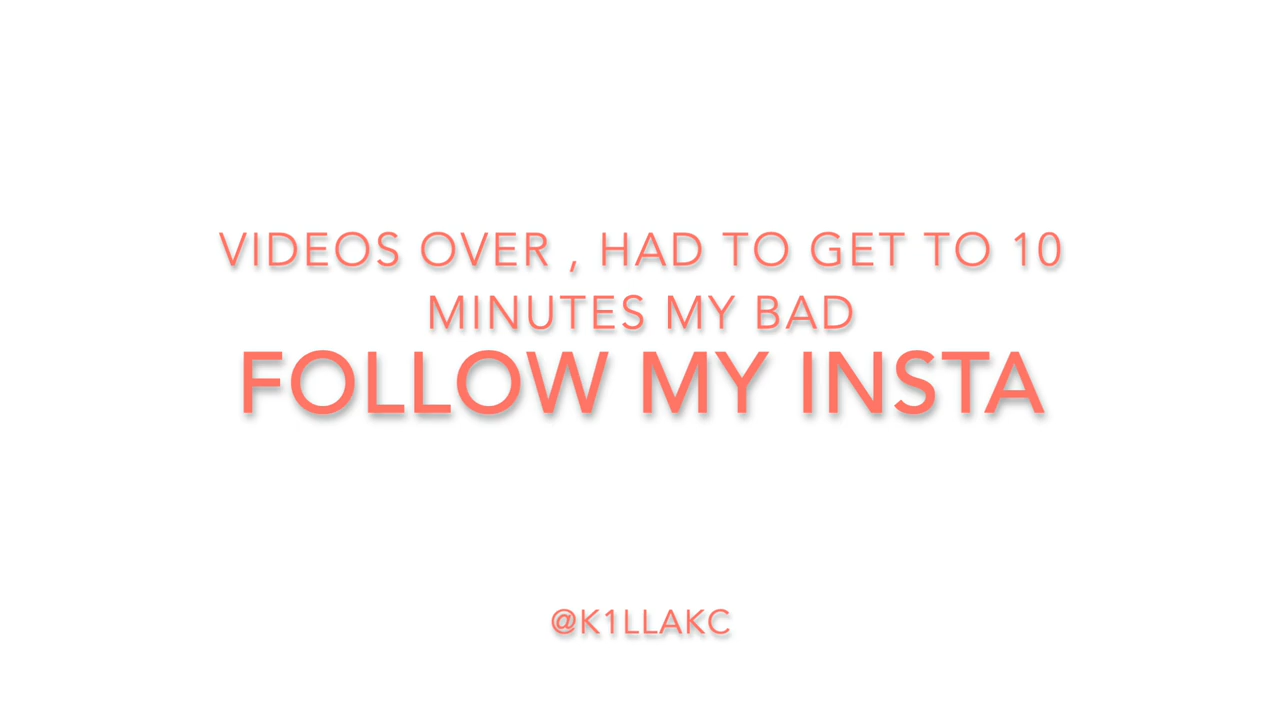 VIDEOS OVER , HAD TO GET TO 10
MINUTES MY BAD
FOLLOW MY INSTA
@K1LLAKC